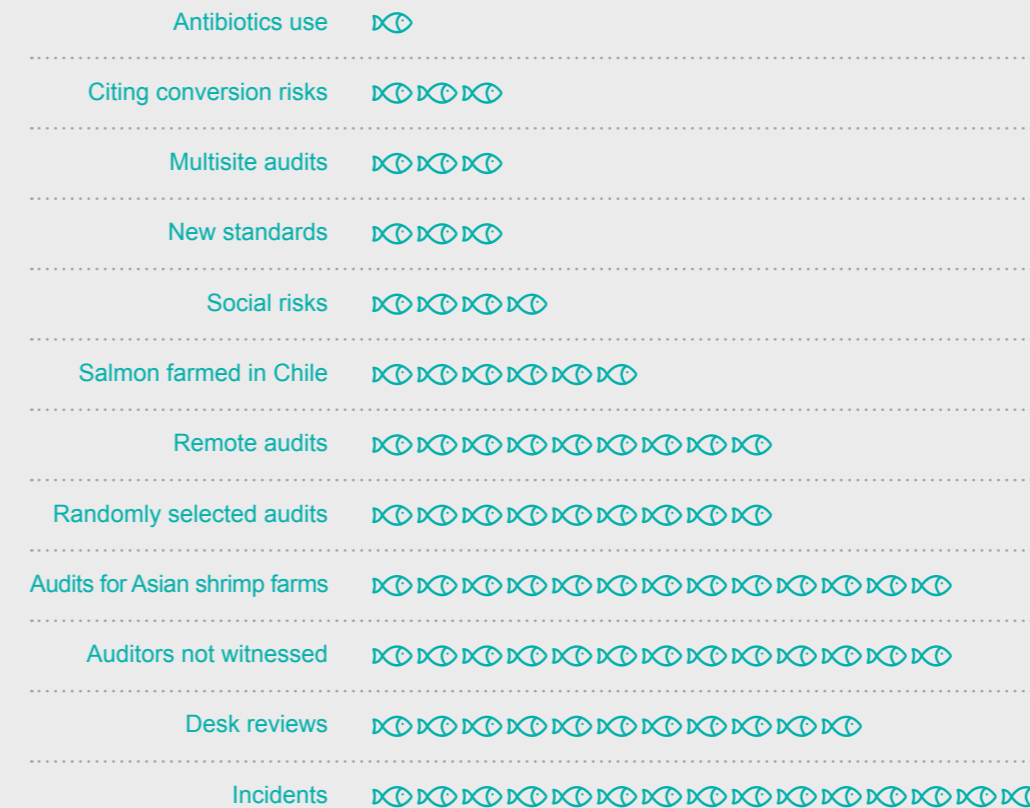 Antibiotics use
Citing conversion risks
Multisite audits
New standards
Social risks
Salmon farmed in Chile
Remote audits
Randomly selected audits
Audits for Asian shrimp farms
Auditors not witnessed
Desk reviews
Incidents